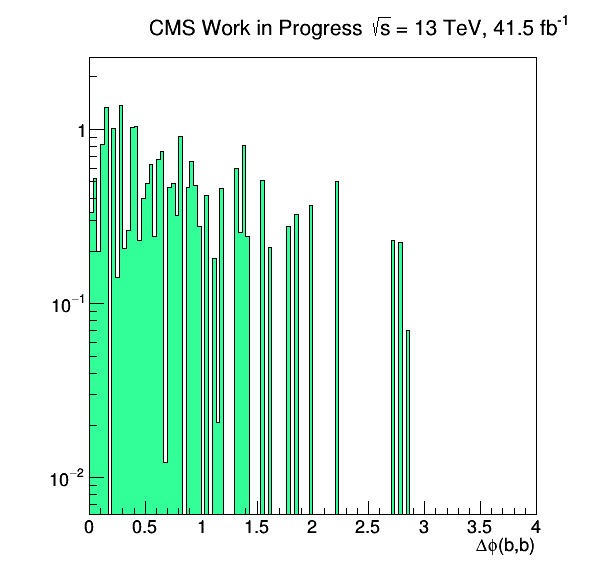 CMS Work in Progress √s = 13 TeV, 41.5 fb⁻¹
1
10⁻¹
10⁻²
0 0.5 1 1.5 2 2.5 3 3.5 4
Δϕ(b,b)